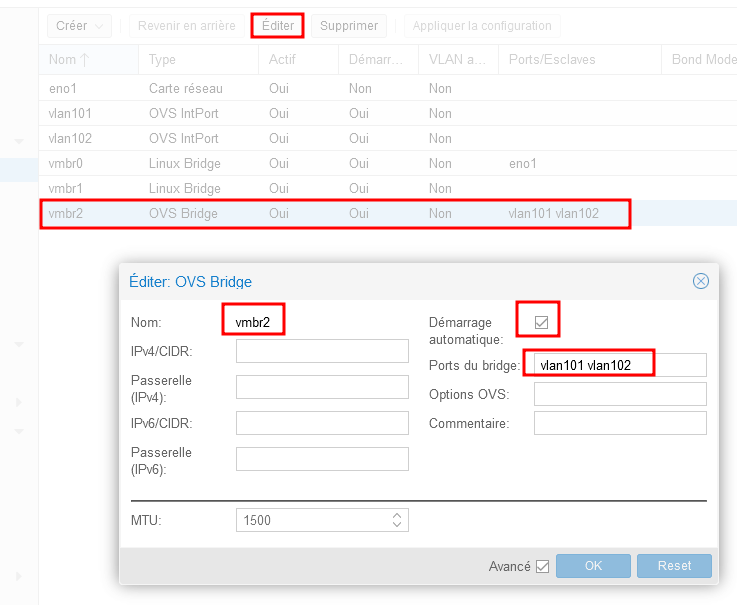 Créer Revenir en arrière Éditer Supprimer Appliquer la configuration
Nom ↑ Type Actif Démarr... VLAN a... Ports/Esclaves Bond Mode
eno1 Carte réseau Oui Non Non
vlan101 OVS IntPort Oui Oui Non
vlan102 OVS IntPort Oui Oui Non
vmbr0 Linux Bridge Oui Oui Non eno1
vmbr1 Linux Bridge Oui Oui Non
vmbr2 OVS Bridge Oui Oui Non vlan101 vlan102
Éditer: OVS Bridge
Nom: vmbr2
IPv4/CIDR:
Passerelle
(IPv4):
IPv6/CIDR:
Passerelle
(IPv6):
Démarrage
automatique:
Ports du bridge: vlan101 vlan102
Options OVS:
Commentaire:
MTU: 1500
Avancé OK Reset